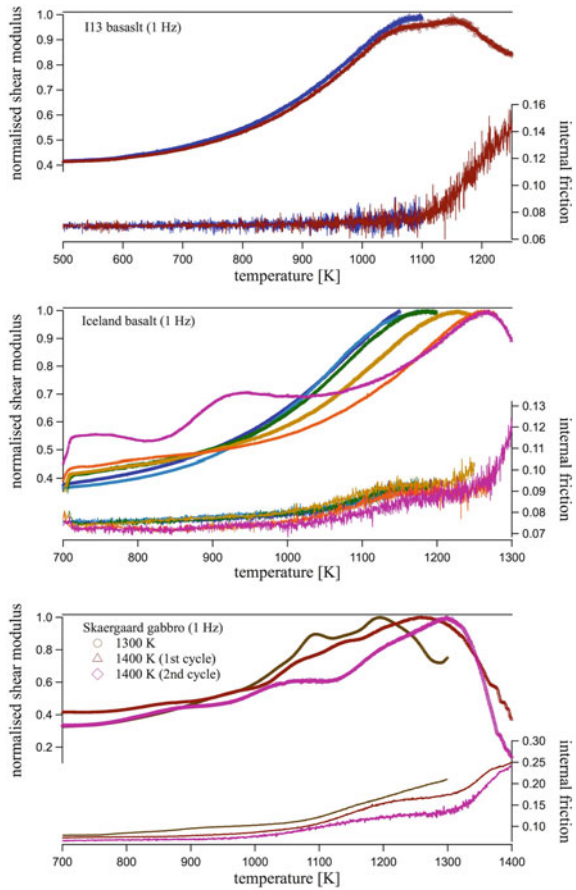 I13 basaslt (1 Hz)
normalised shear modulus
1.0
0.9
0.8
0.7
0.6
0.5
0.4
internal friction
0.16
0.14
0.12
0.10
0.08
0.06
500 600 700 800 900 1000 1100 1200
temperature [K]
Iceland basalt (1 Hz)
normalised shear modulus
1.0
0.9
0.8
0.7
0.6
0.5
0.4
internal friction
0.13
0.12
0.11
0.10
0.09
0.08
0.07
700 800 900 1000 1100 1200 1300
temperature [K]
Skaergaard gabbro (1 Hz)
1300 K
1400 K (1st cycle)
1400 K (2nd cycle)
normalised shear modulus
1.0
0.8
0.6
0.4
0.2
internal friction
0.30
0.25
0.20
0.15
0.10
700 800 900 1000 1100 1200 1300 1400
temperature [K]